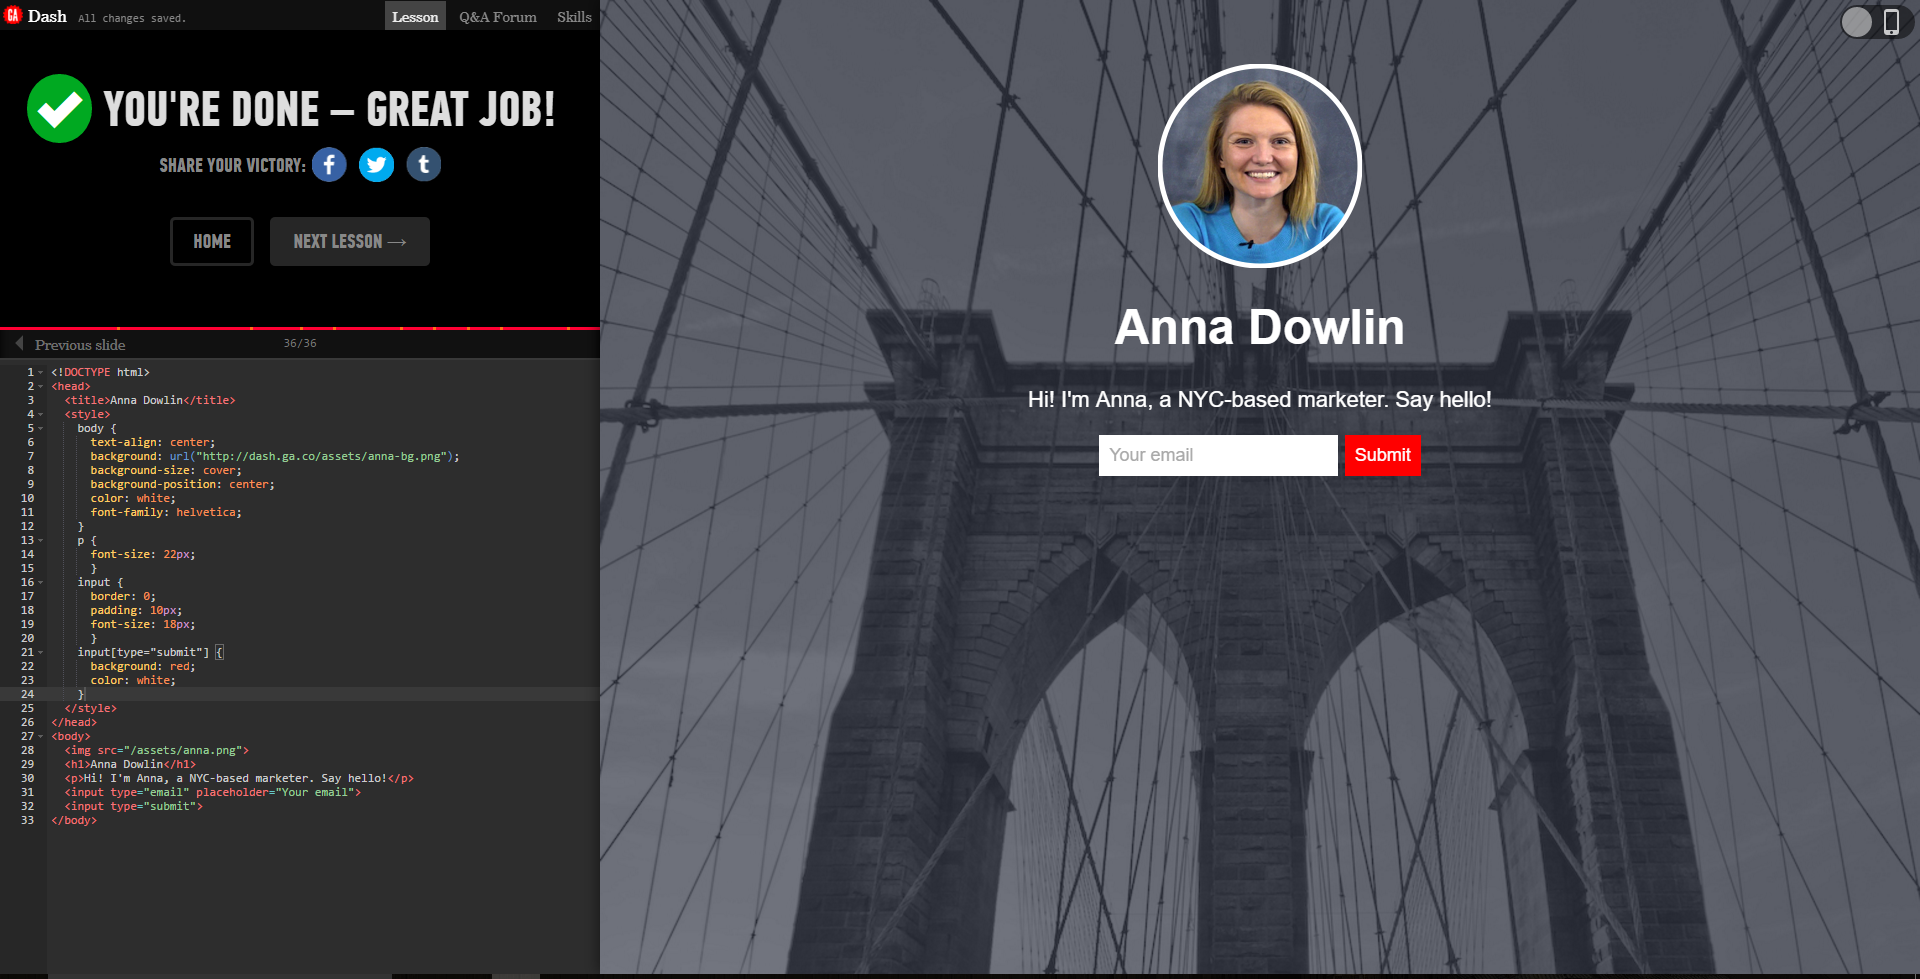 GA Dash All changes saved. Lesson Q&A Forum Skills
YOU'RE DONE – GREAT JOB!
SHARE YOUR VICTORY: f t
HOME NEXT LESSON →
Previous slide 36/36
1 <!DOCTYPE html>
2 <head>
3 <title>Anna Dowlin</title>
4 <style>
5 body {
6 text-align: center;
7 background: url("http://dash.ga.co/assets/anna-bg.png");
8 background-size: cover;
9 background-position: center;
10 color: white;
11 font-family: helvetica;
12 }
13 p {
14 font-size: 22px;
15 }
16 input {
17 border: 0;
18 padding: 10px;
19 font-size: 18px;
20 }
21 input[type="submit"] {
22 background: red;
23 color: white;
24 }
25 </style>
26 </head>
27 <body>
28 <img src="/assets/anna.png">
29 <h1>Anna Dowlin</h1>
30 <p>Hi! I'm Anna, a NYC-based marketer. Say hello!</p>
31 <input type="email" placeholder="Your email">
32 <input type="submit">
33 </body>
Anna Dowlin
Hi! I'm Anna, a NYC-based marketer. Say hello!
Your email Submit